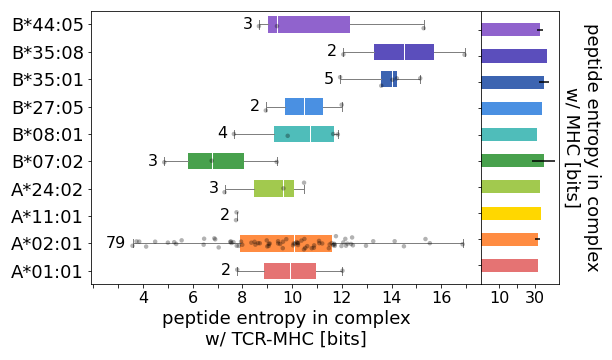 B*44:05 3
B*35:08 2
B*35:01 5
B*27:05 2
B*08:01 4
B*07:02 3
A*24:02 3
A*11:01 2
A*02:01 79
A*01:01 2
4 6 8 10 12 14 16
peptide entropy in complex
w/ TCR-MHC [bits]
10 30
peptide entropy
w/ MHC [bits]